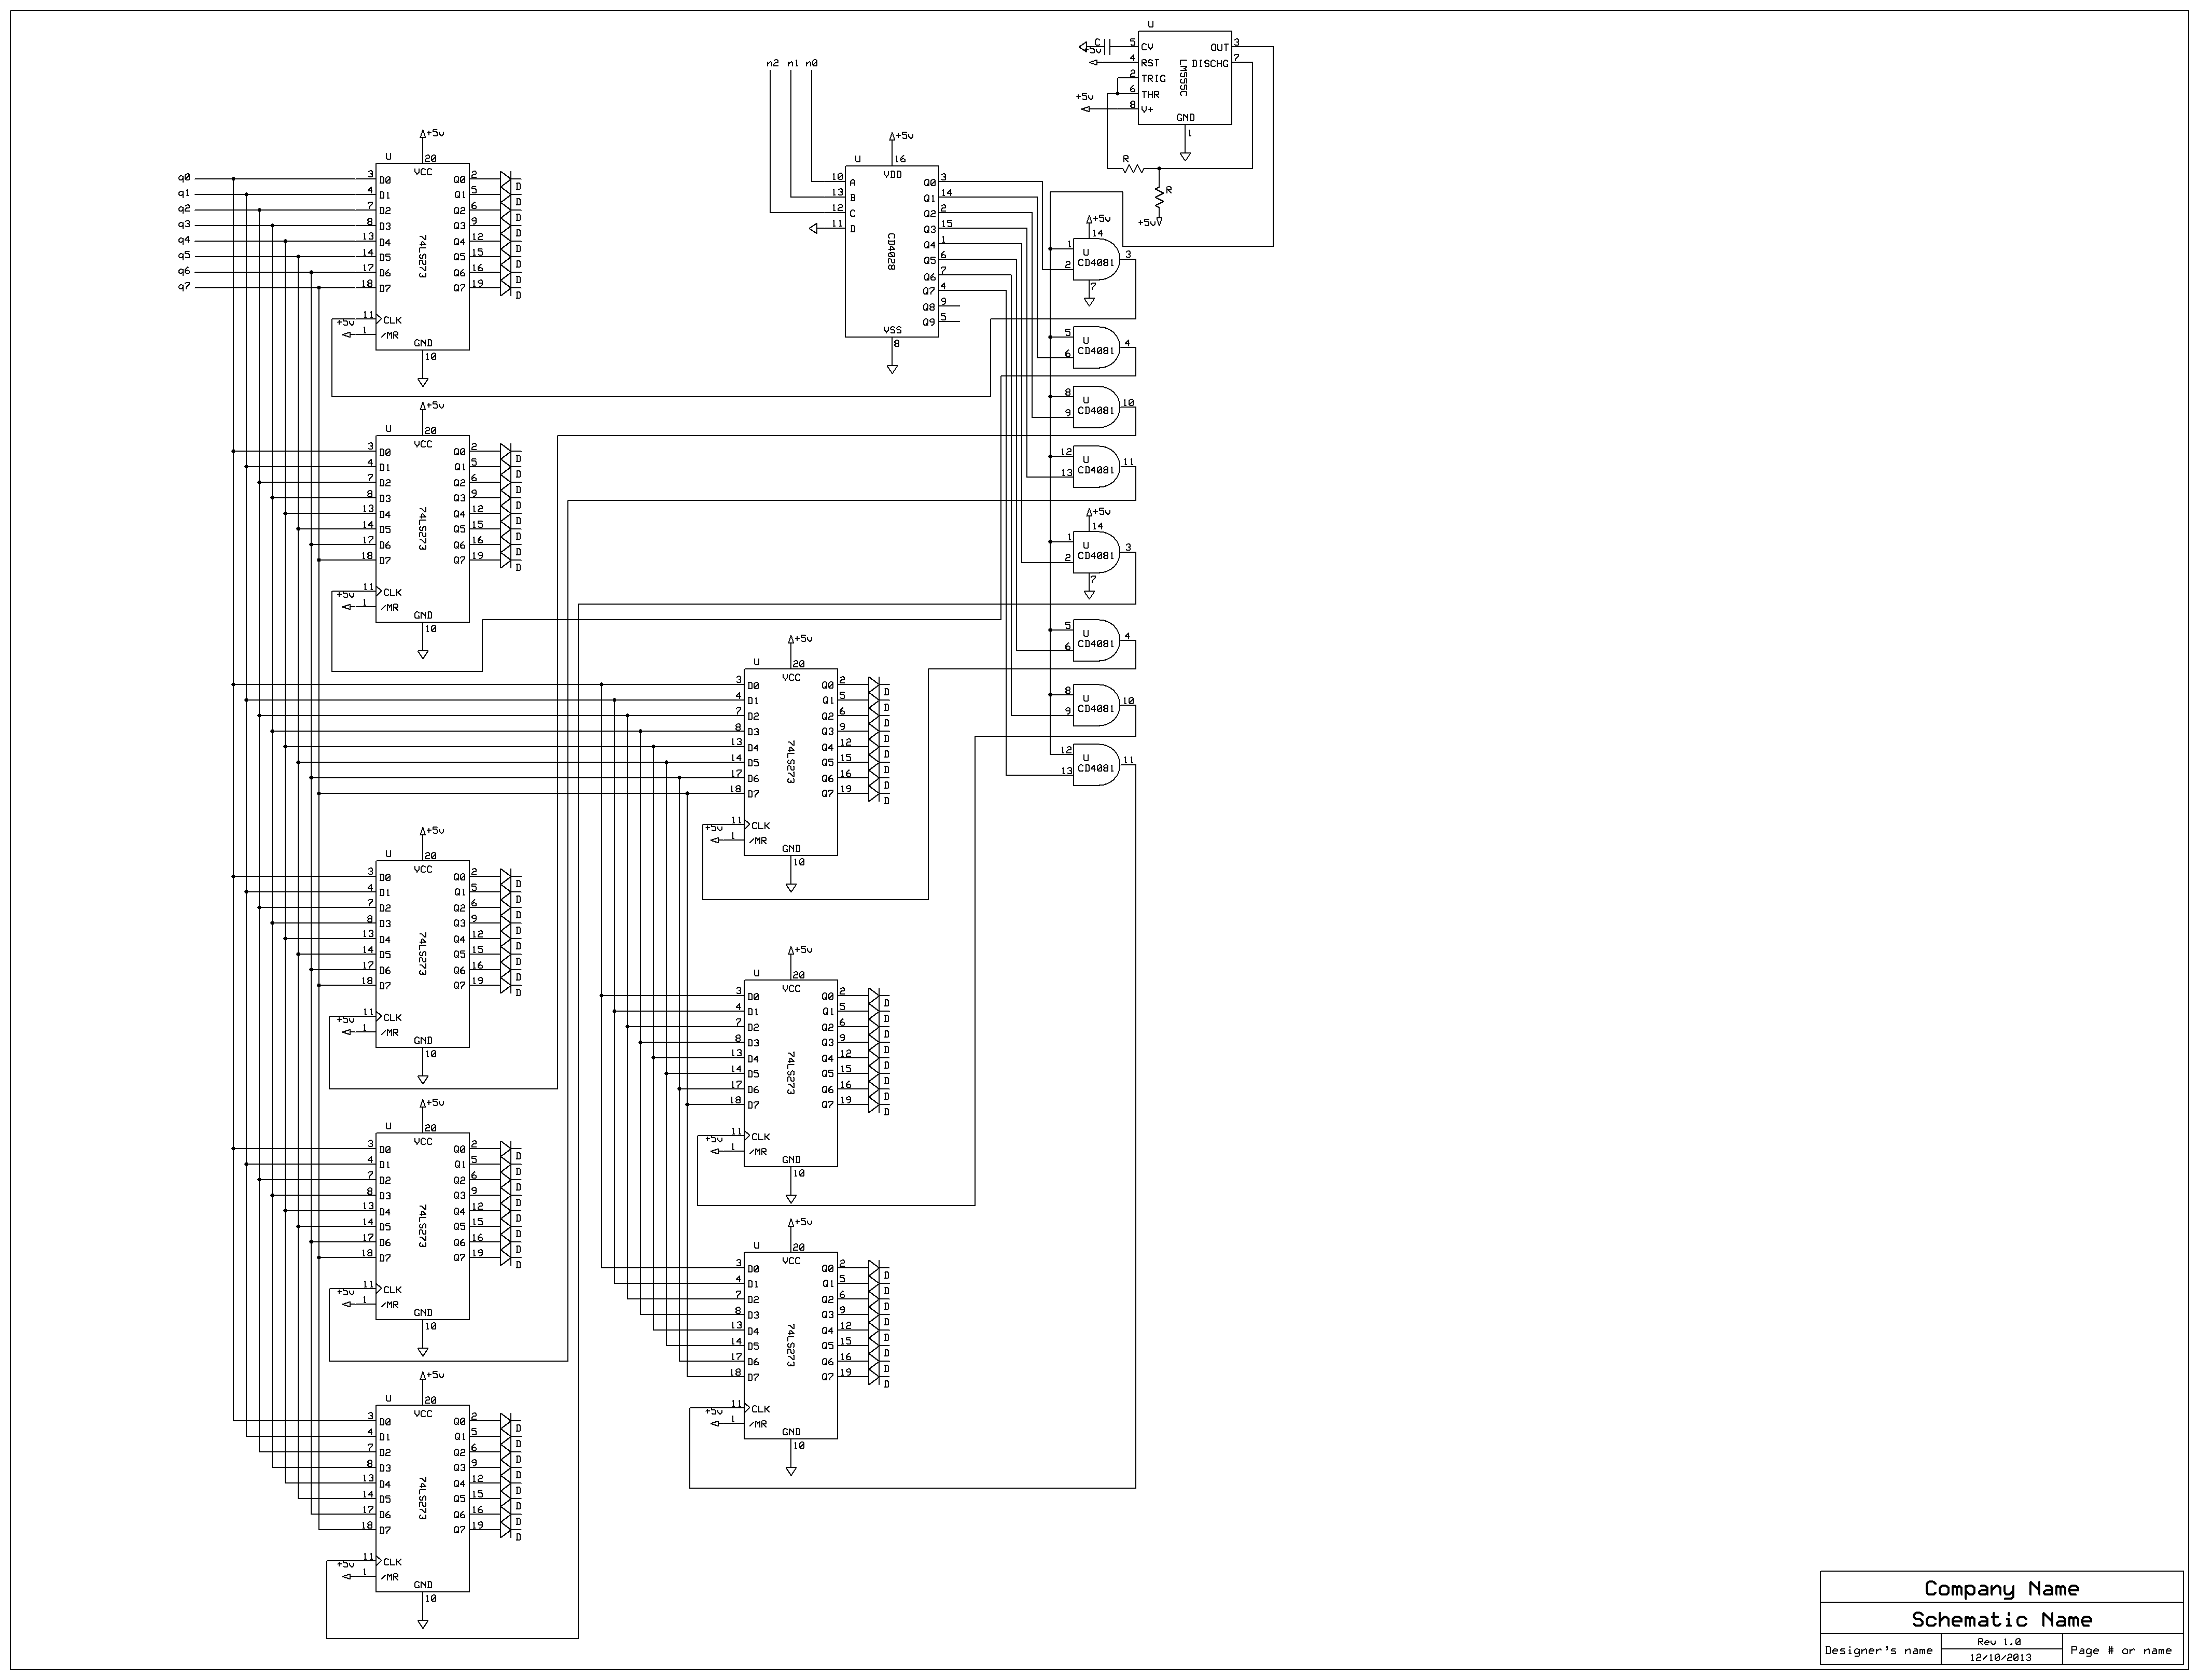 U
C 5 CV OUT 3
+5v 4 RST DISCHG 7
2 TRIG
6 THR
+5v 8 V+
LM555C
GND
1
R
R
+5v
n2 n1 n0
+5v
U 16
VDD
10 A Q0 3
13 B Q1 14
12 C Q2 2
11 D Q3 15
Q4 1
Q5 6
Q6 7
Q7 4
Q8 9
Q9 5
CD4028
VSS
8
+5v
14
1 U 3
2 CD4081
7
5 U 4
6 CD4081
8 U 10
9 CD4081
12 U 11
13 CD4081
+5v
14
1 U 3
2 CD4081
7
5 U 4
6 CD4081
8 U 10
9 CD4081
12 U 11
13 CD4081
+5v
U 20
VCC
q0 3 D0 Q0 2 D
q1 4 D1 Q1 5 D
q2 7 D2 Q2 6 D
q3 8 D3 Q3 9 D
q4 13 D4 Q4 12 D
q5 14 D5 Q5 15 D
q6 17 D6 Q6 16 D
q7 18 D7 Q7 19 D
74LS273
11 CLK
+5v 1 /MR
GND
10
+5v
U 20
VCC
3 D0 Q0 2 D
4 D1 Q1 5 D
7 D2 Q2 6 D
8 D3 Q3 9 D
13 D4 Q4 12 D
14 D5 Q5 15 D
17 D6 Q6 16 D
18 D7 Q7 19 D
74LS273
11 CLK
+5v 1 /MR
GND
10
+5v
U 20
VCC
3 D0 Q0 2 D
4 D1 Q1 5 D
7 D2 Q2 6 D
8 D3 Q3 9 D
13 D4 Q4 12 D
14 D5 Q5 15 D
17 D6 Q6 16 D
18 D7 Q7 19 D
74LS273
11 CLK
+5v 1 /MR
GND
10
+5v
U 20
VCC
3 D0 Q0 2 D
4 D1 Q1 5 D
7 D2 Q2 6 D
8 D3 Q3 9 D
13 D4 Q4 12 D
14 D5 Q5 15 D
17 D6 Q6 16 D
18 D7 Q7 19 D
74LS273
11 CLK
+5v 1 /MR
GND
10
+5v
U 20
VCC
3 D0 Q0 2 D
4 D1 Q1 5 D
7 D2 Q2 6 D
8 D3 Q3 9 D
13 D4 Q4 12 D
14 D5 Q5 15 D
17 D6 Q6 16 D
18 D7 Q7 19 D
74LS273
11 CLK
+5v 1 /MR
GND
10
+5v
U 20
VCC
3 D0 Q0 2 D
4 D1 Q1 5 D
7 D2 Q2 6 D
8 D3 Q3 9 D
13 D4 Q4 12 D
14 D5 Q5 15 D
17 D6 Q6 16 D
18 D7 Q7 19 D
74LS273
11 CLK
+5v 1 /MR
GND
10
+5v
U 20
VCC
3 D0 Q0 2 D
4 D1 Q1 5 D
7 D2 Q2 6 D
8 D3 Q3 9 D
13 D4 Q4 12 D
14 D5 Q5 15 D
17 D6 Q6 16 D
18 D7 Q7 19 D
74LS273
11 CLK
+5v 1 /MR
GND
10
+5v
U 20
VCC
3 D0 Q0 2 D
4 D1 Q1 5 D
7 D2 Q2 6 D
8 D3 Q3 9 D
13 D4 Q4 12 D
14 D5 Q5 15 D
17 D6 Q6 16 D
18 D7 Q7 19 D
74LS273
11 CLK
+5v 1 /MR
GND
10
Company Name
Schematic Name
Designer's name
Rev 1.0
12/10/2013
Page # or name